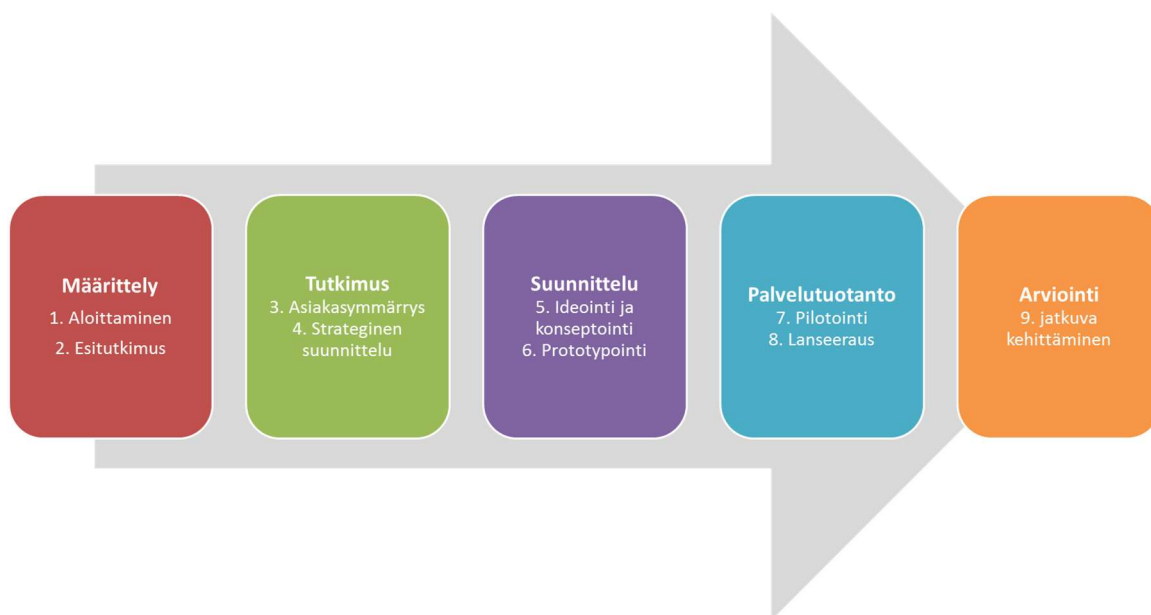 Määrittely
1. Aloittaminen
2. Esitutkimus
Tutkimus
3. Asiakasymmärrys
4. Strateginen
suunnittelu
Suunnittelu
5. Ideointi ja
konseptointi
6. Prototypointi
Palvelutuotanto
7. Pilotointi
8. Lanseeraus
Arviointi
9. jatkuva
kehittäminen